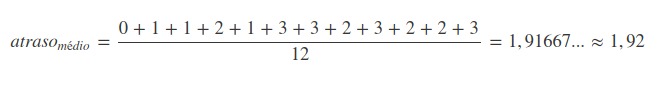 atraso_médio = (0 + 1 + 1 + 2 + 1 + 3 + 3 + 2 + 3 + 2 + 2 + 3) / 12 = 1,91667... ≈ 1,92